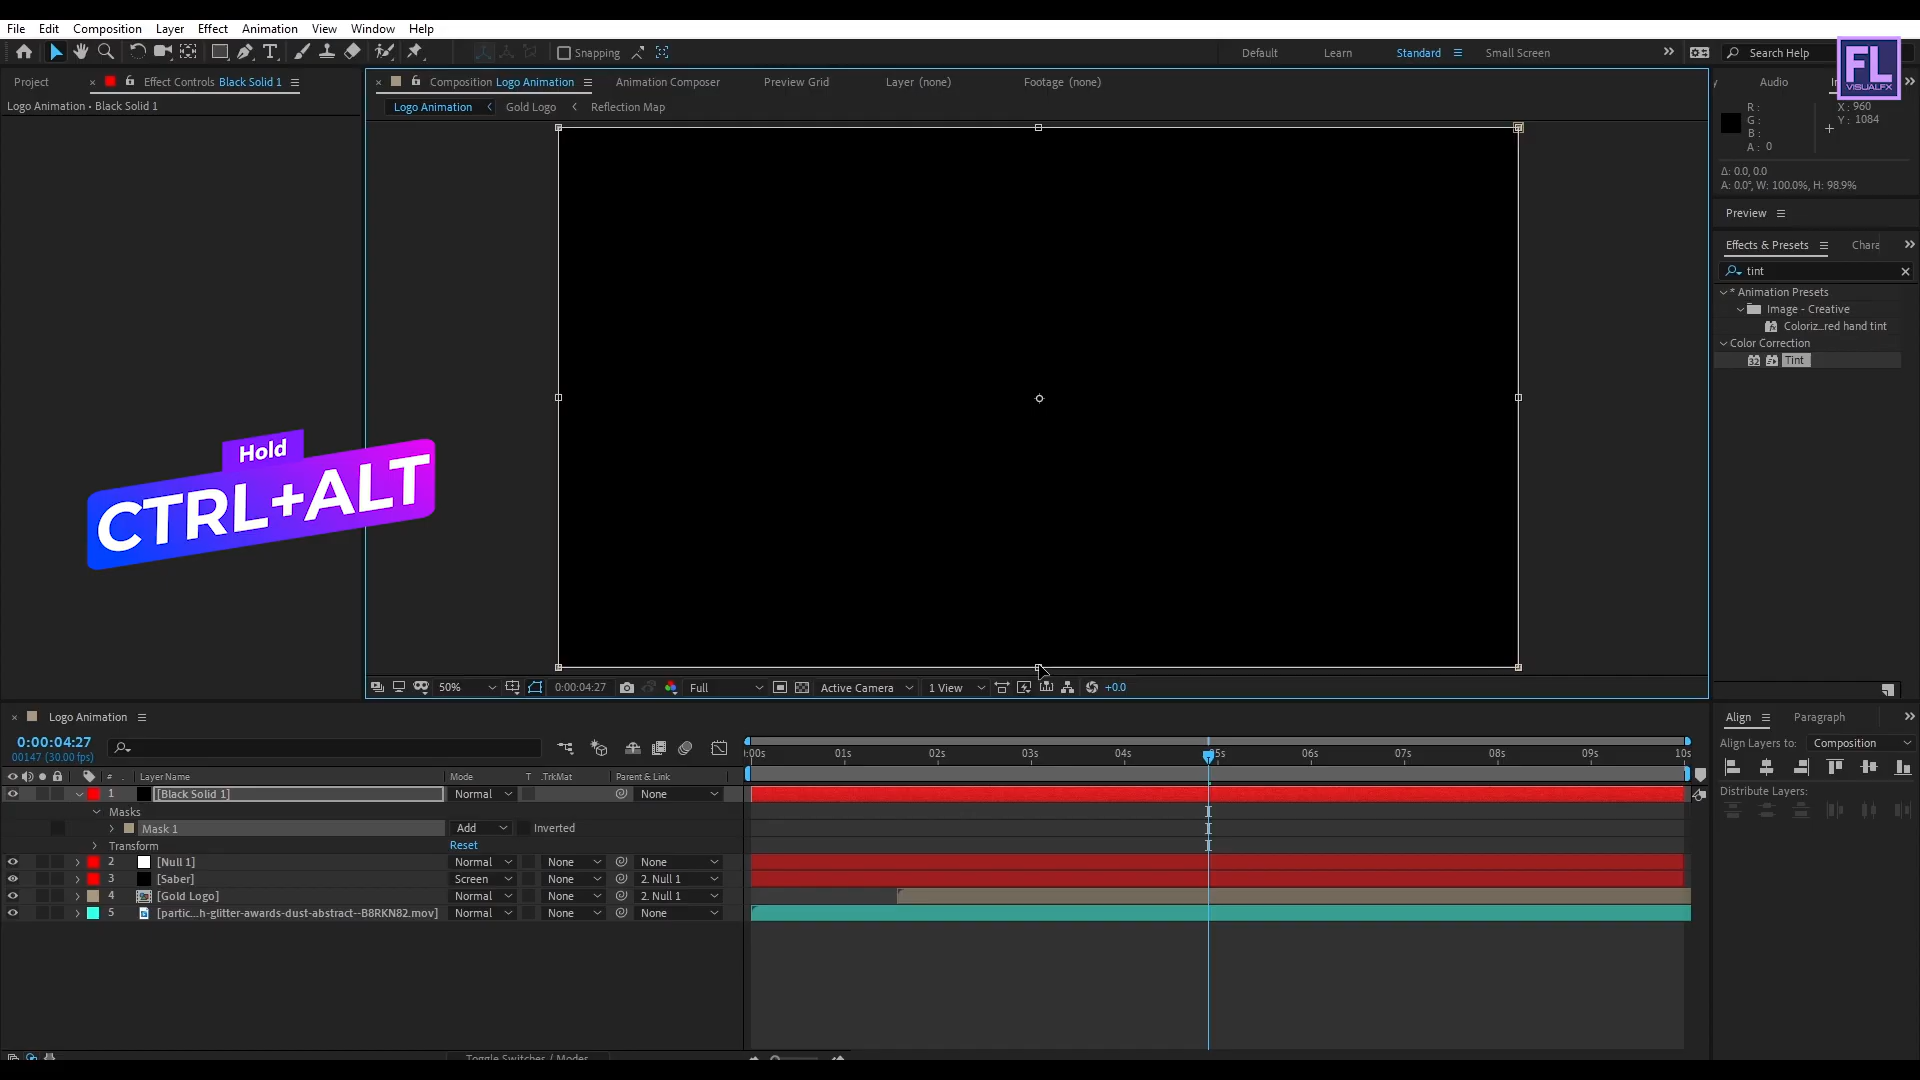 File Edit Composition Layer Effect Animation View Window Help
Snapping Default Learn Standard Small Screen Search Help
FL
VISUALFX
Project Effect Controls Black Solid 1
Composition Logo Animation Animation Composer Preview Grid Layer (none) Footage (none)
Audio
Logo Animation • Black Solid 1
Logo Animation Gold Logo Reflection Map
R :
G :
B :
A : 0
X : 960
Y : 1084
Δ: 0.0, 0.0
A: 0.0°, W: 100.0%, H: 98.9%
Preview
Effects & Presets Chara
tint
* Animation Presets
Image - Creative
Coloriz...red hand tint
Color Correction
32 Tint
Hold
CTRL+ALT
50% 0:00:04:27 Full Active Camera 1 View +0.0
Logo Animation
0:00:04:27
00147 (30.00 fps)
:00s 01s 02s 03s 04s 05s 06s 07s 08s 09s 10s
# Layer Name Mode T .TrkMat Parent & Link
1 [Black Solid 1] Normal None
Masks
Mask 1 Add Inverted
Transform Reset
2 [Null 1] Normal None None
3 [Saber] Screen None 2. Null 1
4 [Gold Logo] Normal None 2. Null 1
5 [partic...h-glitter-awards-dust-abstract--B8RKN82.mov] Normal None None
Toggle Switches / Modes
Align Paragraph
Align Layers to: Composition
Distribute Layers: